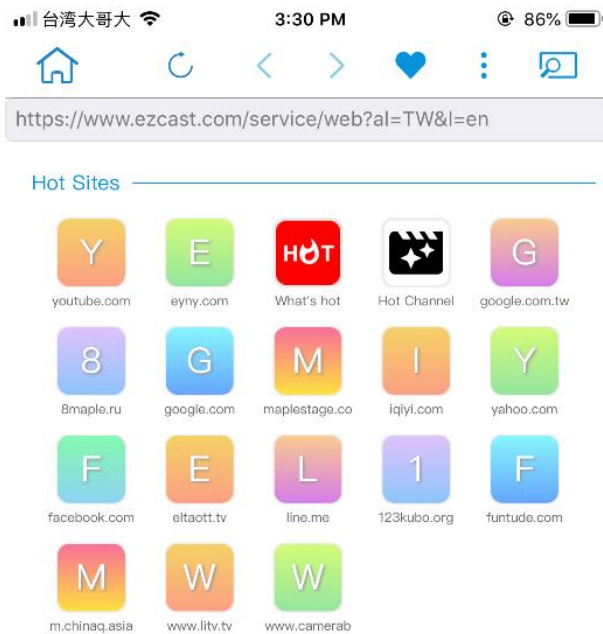 台湾大哥大 3:30 PM 86%
https://www.ezcast.com/service/web?al=TW&l=en
Hot Sites
Y E HOT G
youtube.com eyny.com What's hot Hot Channel google.com.tw
8 G M I Y
8maple.ru google.com maplestage.co iqiyi.com yahoo.com
F E L 1 F
facebook.com eltaott.tv line.me 123kubo.org funtude.com
M W W
m.chinaq.asia www.litv.tv www.camerab